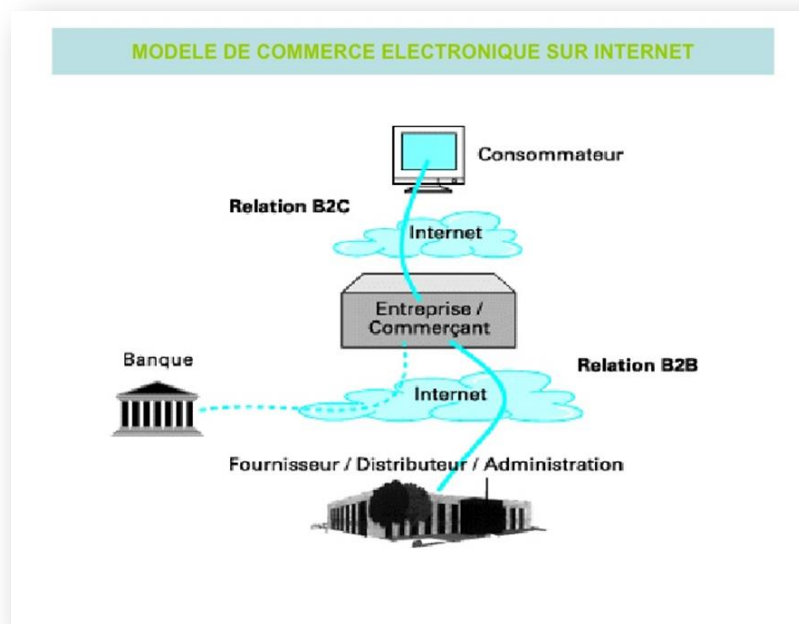 MODELE DE COMMERCE ELECTRONIQUE SUR INTERNET
Consommateur
Relation B2C
Internet
Entreprise /
Commerçant
Banque
Relation B2B
Internet
Fournisseur / Distributeur / Administration